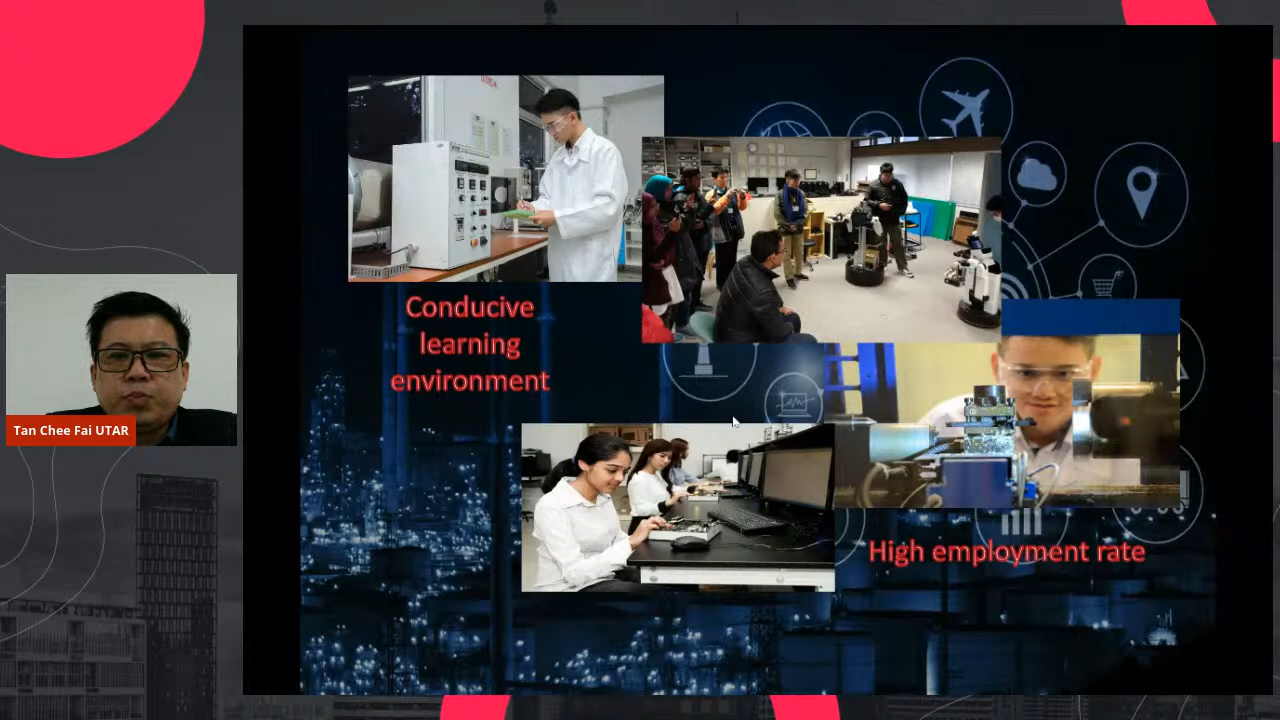 Conducive
learning
environment
Tan Chee Fai UTAR
High employment rate